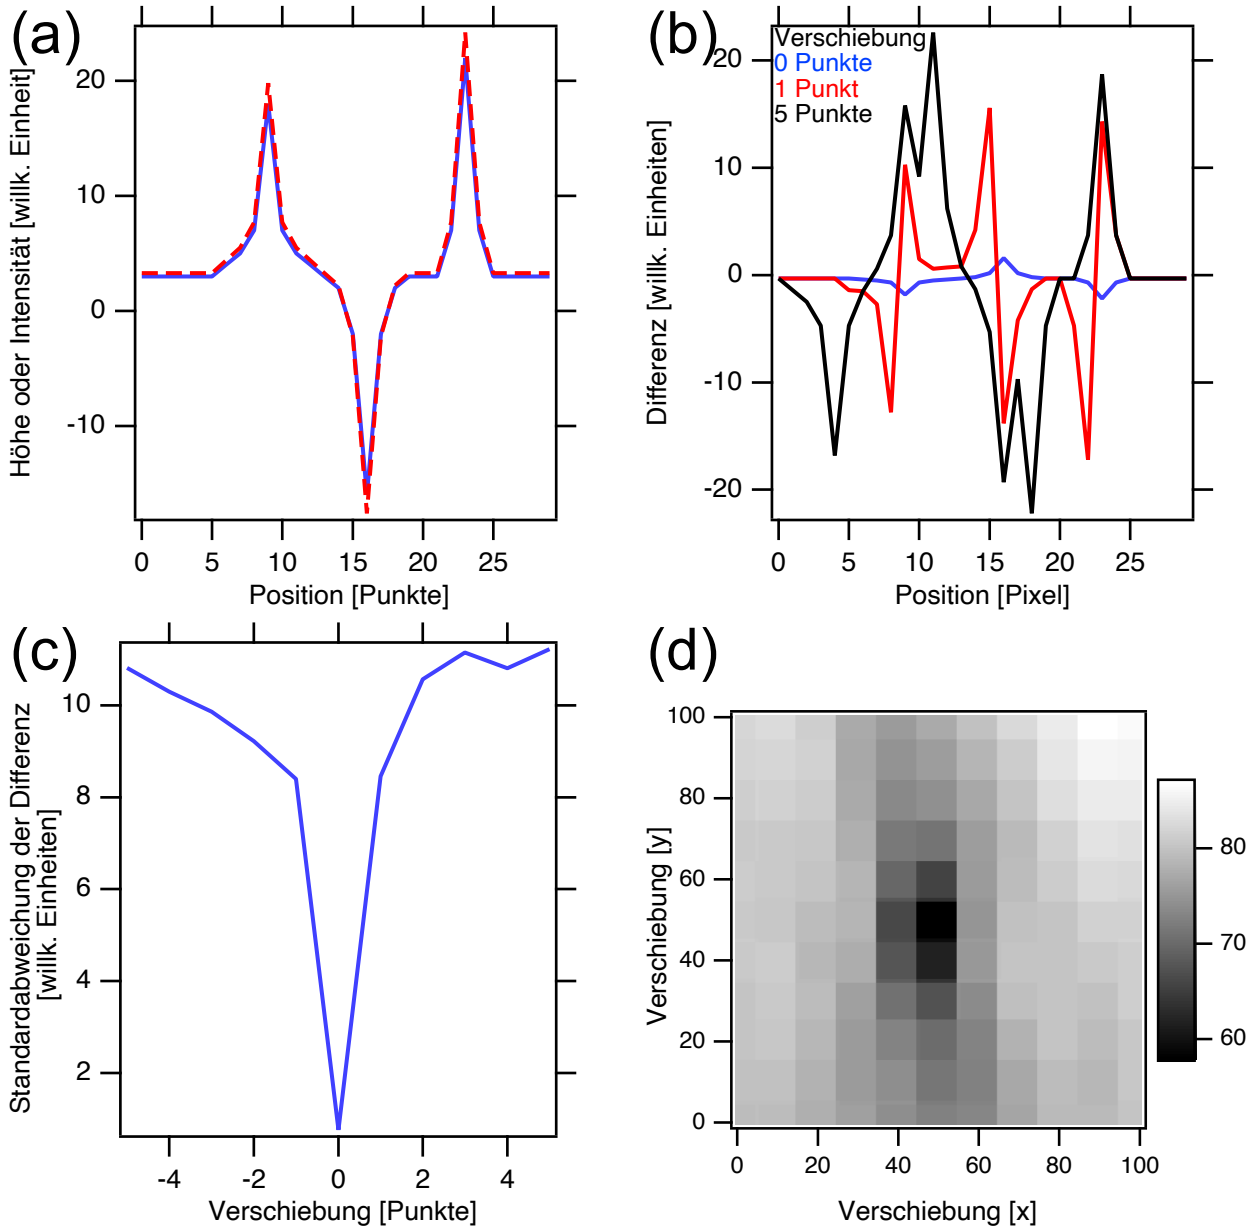 (a)
Höhe oder Intensität [willk. Einheit]
20
10
0
-10
0 5 10 15 20 25
Position [Punkte]
(b)
Verschiebung
0 Punkte
1 Punkt
5 Punkte
Differenz [willk. Einheiten]
20
10
0
-10
-20
0 5 10 15 20 25
Position [Pixel]
(c)
Standardabweichung der Differenz
[willk. Einheiten]
10
8
6
4
2
-4 -2 0 2 4
Verschiebung [Punkte]
(d)
Verschiebung [y]
100
80
60
40
20
0
0 20 40 60 80 100
Verschiebung [x]
80
70
60